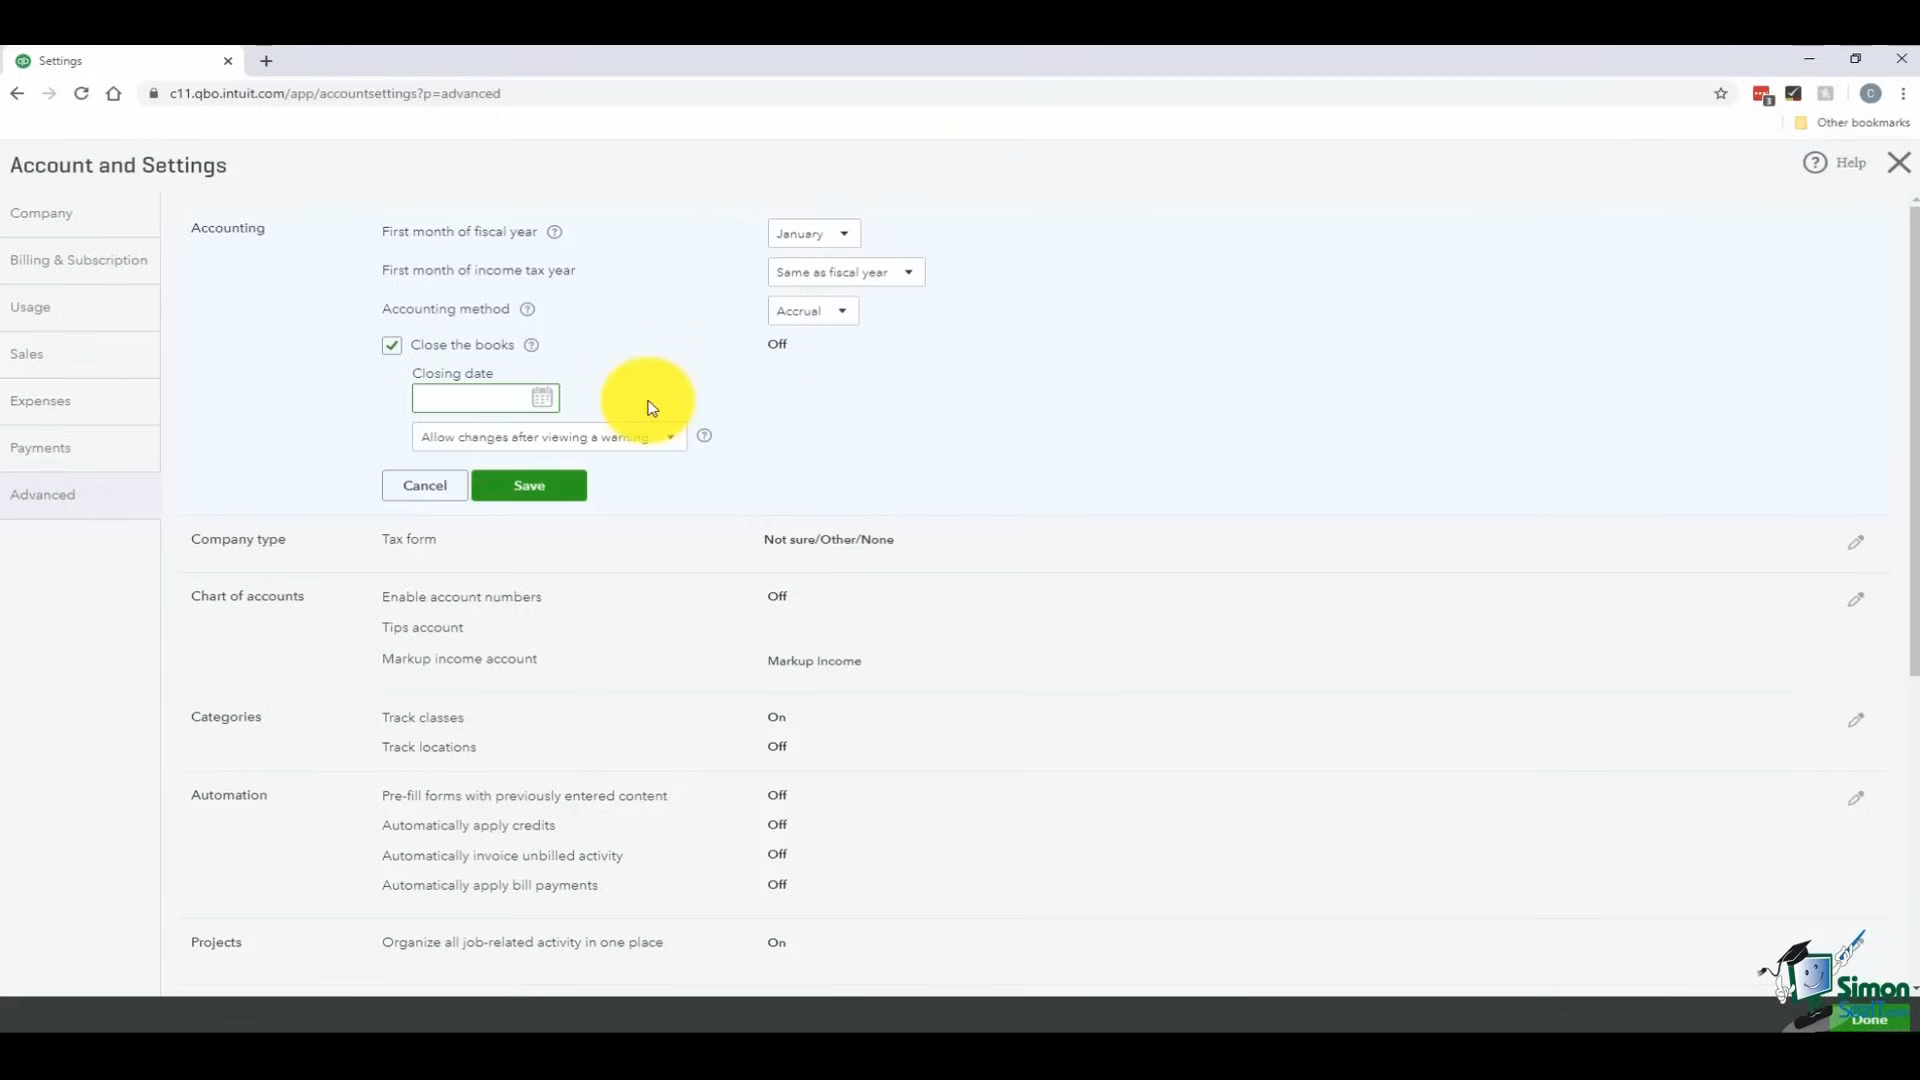 Settings
c11.qbo.intuit.com/app/accountsettings?p=advanced
3
C
Other bookmarks
Account and Settings
? Help
Company
Billing & Subscription
Usage
Sales
Expenses
Payments
Advanced
Accounting
First month of fiscal year ? January
First month of income tax year Same as fiscal year
Accounting method ? Accrual
Close the books ? Off
Closing date
Allow changes after viewing a warning ?
Cancel Save
Company type Tax form Not sure/Other/None
Chart of accounts Enable account numbers Off
Tips account
Markup income account Markup Income
Categories Track classes On
Track locations Off
Automation Pre-fill forms with previously entered content Off
Automatically apply credits Off
Automatically invoice unbilled activity Off
Automatically apply bill payments Off
Projects Organize all job-related activity in one place On
Simon
Done